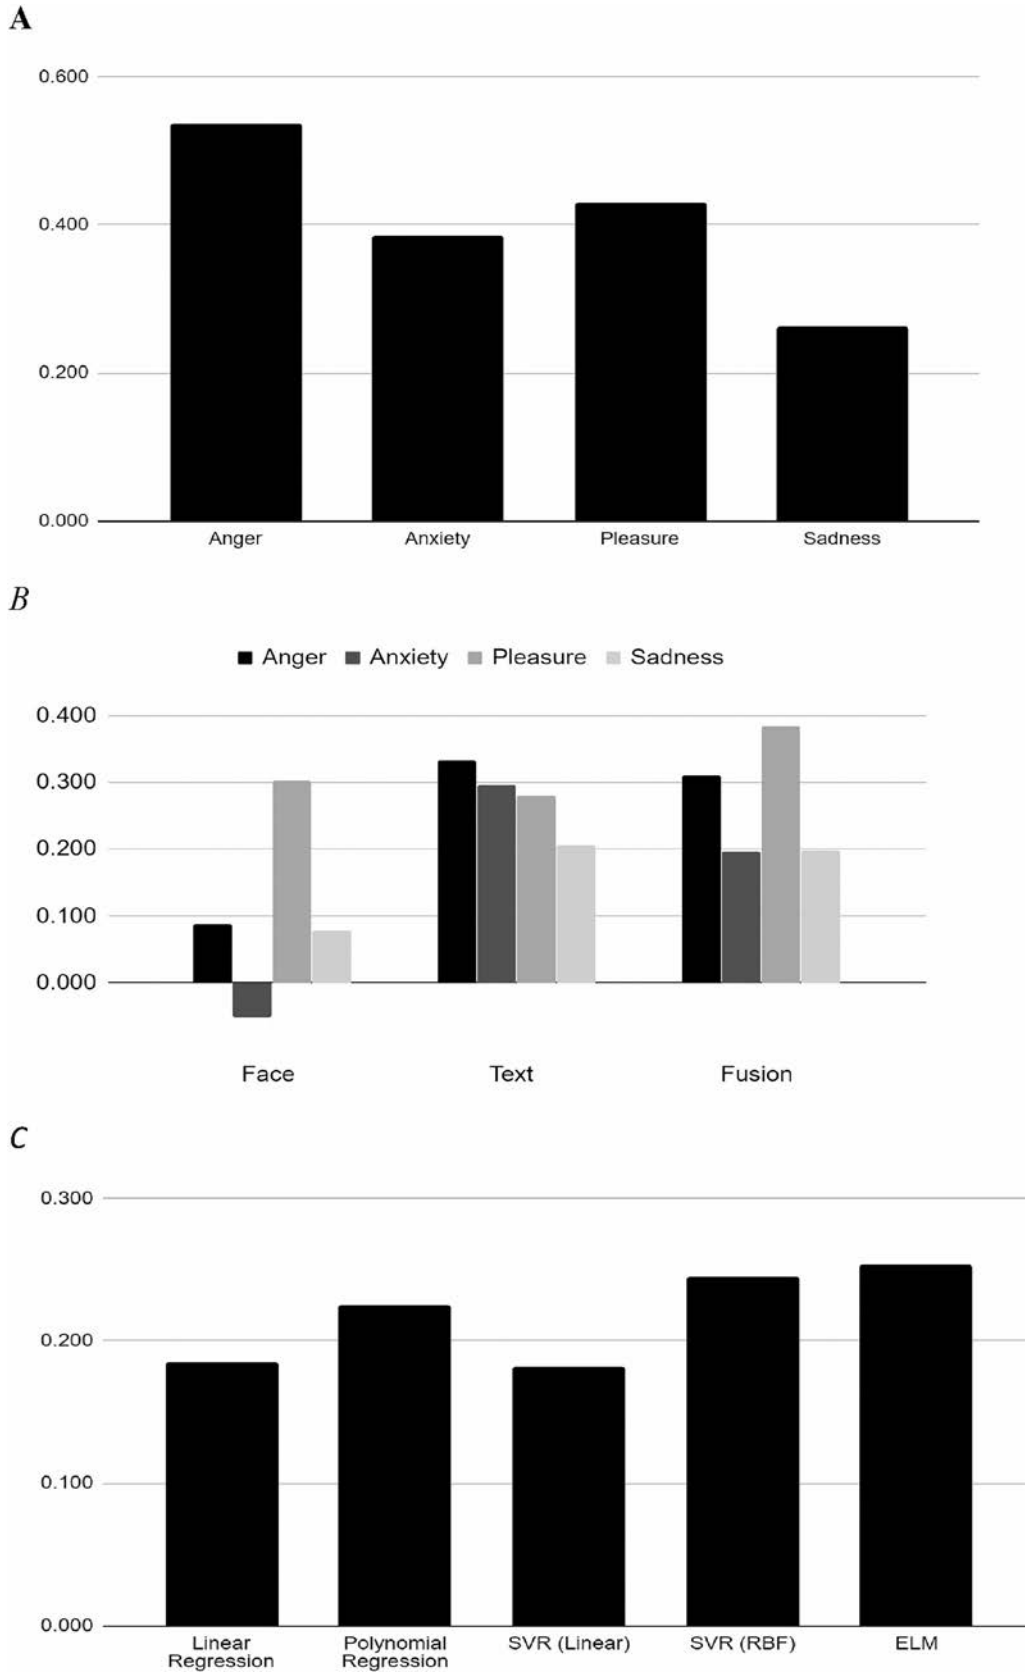 A
0.600
0.400
0.200
0.000
Anger Anxiety Pleasure Sadness
B
Anger Anxiety Pleasure Sadness
0.400
0.300
0.200
0.100
0.000
Face Text Fusion
C
0.300
0.200
0.100
0.000
Linear Polynomial SVR (Linear) SVR (RBF) ELM
Regression Regression